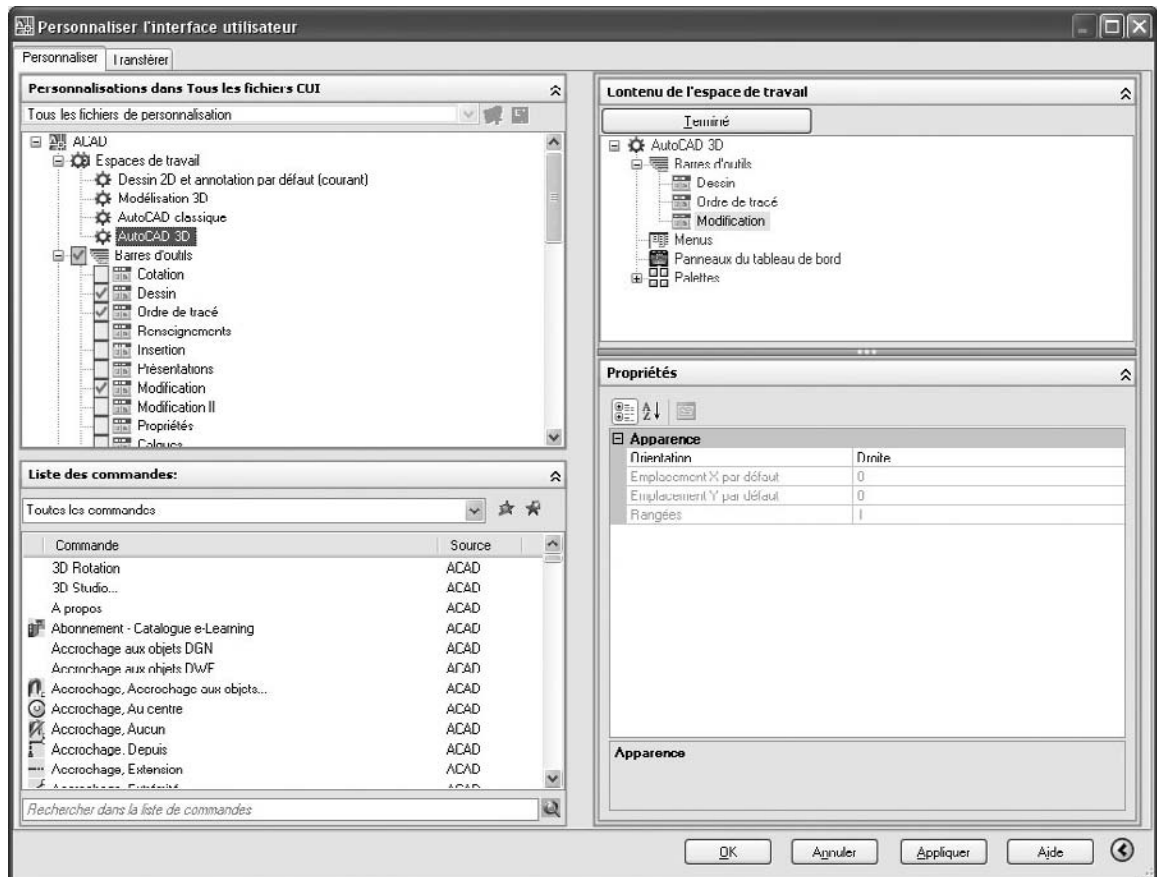 Personnaliser l'interface utilisateur
Personnaliser
Transférer
Personnalisations dans Tous les fichiers CUI
Tous les fichiers de personnalisation
ACAD
Espaces de travail
Dessin 2D et annotation par défaut (courant)
Modélisation 3D
AutoCAD classique
AutoCAD 3D
Barres d'outils
Cotation
Dessin
Ordre de tracé
Renseignements
Insertion
Présentations
Modification
Modification II
Propriétés
Calques
Liste des commandes:
Toutes les commandes
Commande Source
3D Rotation ACAD
3D Studio... ACAD
A propos ACAD
Abonnement - Catalogue e-Learning ACAD
Accrochage aux objets DGN ACAD
Accrochage aux objets DWF ACAD
Accrochage, Accrochage aux objets... ACAD
Accrochage, Au centre ACAD
Accrochage, Aucun ACAD
Accrochage. Depuis ACAD
Accrochage, Extension ACAD
Rechercher dans la liste de commandes
Contenu de l'espace de travail
Terminé
AutoCAD 3D
Barres d'outils
Dessin
Ordre de tracé
Modification
Menus
Panneaux du tableau de bord
Palettes
Propriétés
Apparence
Orientation Droite
Emplacement X par défaut 0
Emplacement Y par défaut 0
Rangées 1
Apparence
OK
Annuler
Appliquer
Aide